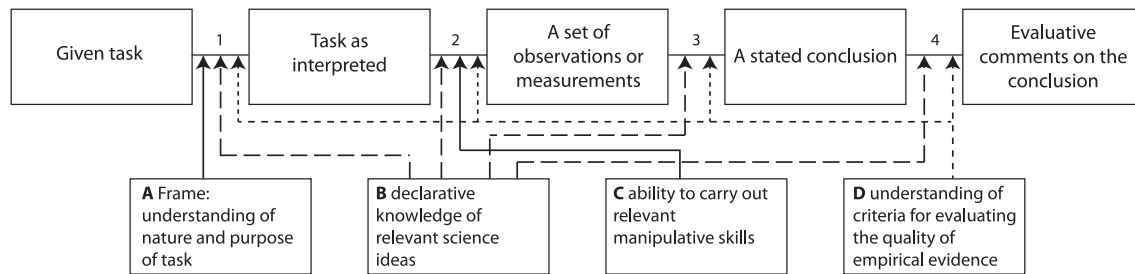 Given task
1
Task as
interpreted
2
A set of
observations or
measurements
3
A stated conclusion
4
Evaluative
comments on the
conclusion
A Frame:
understanding of
nature and purpose
of task
B declarative
knowledge of
relevant science
ideas
C ability to carry out
relevant
manipulative skills
D understanding of
criteria for evaluating
the quality of
empirical evidence